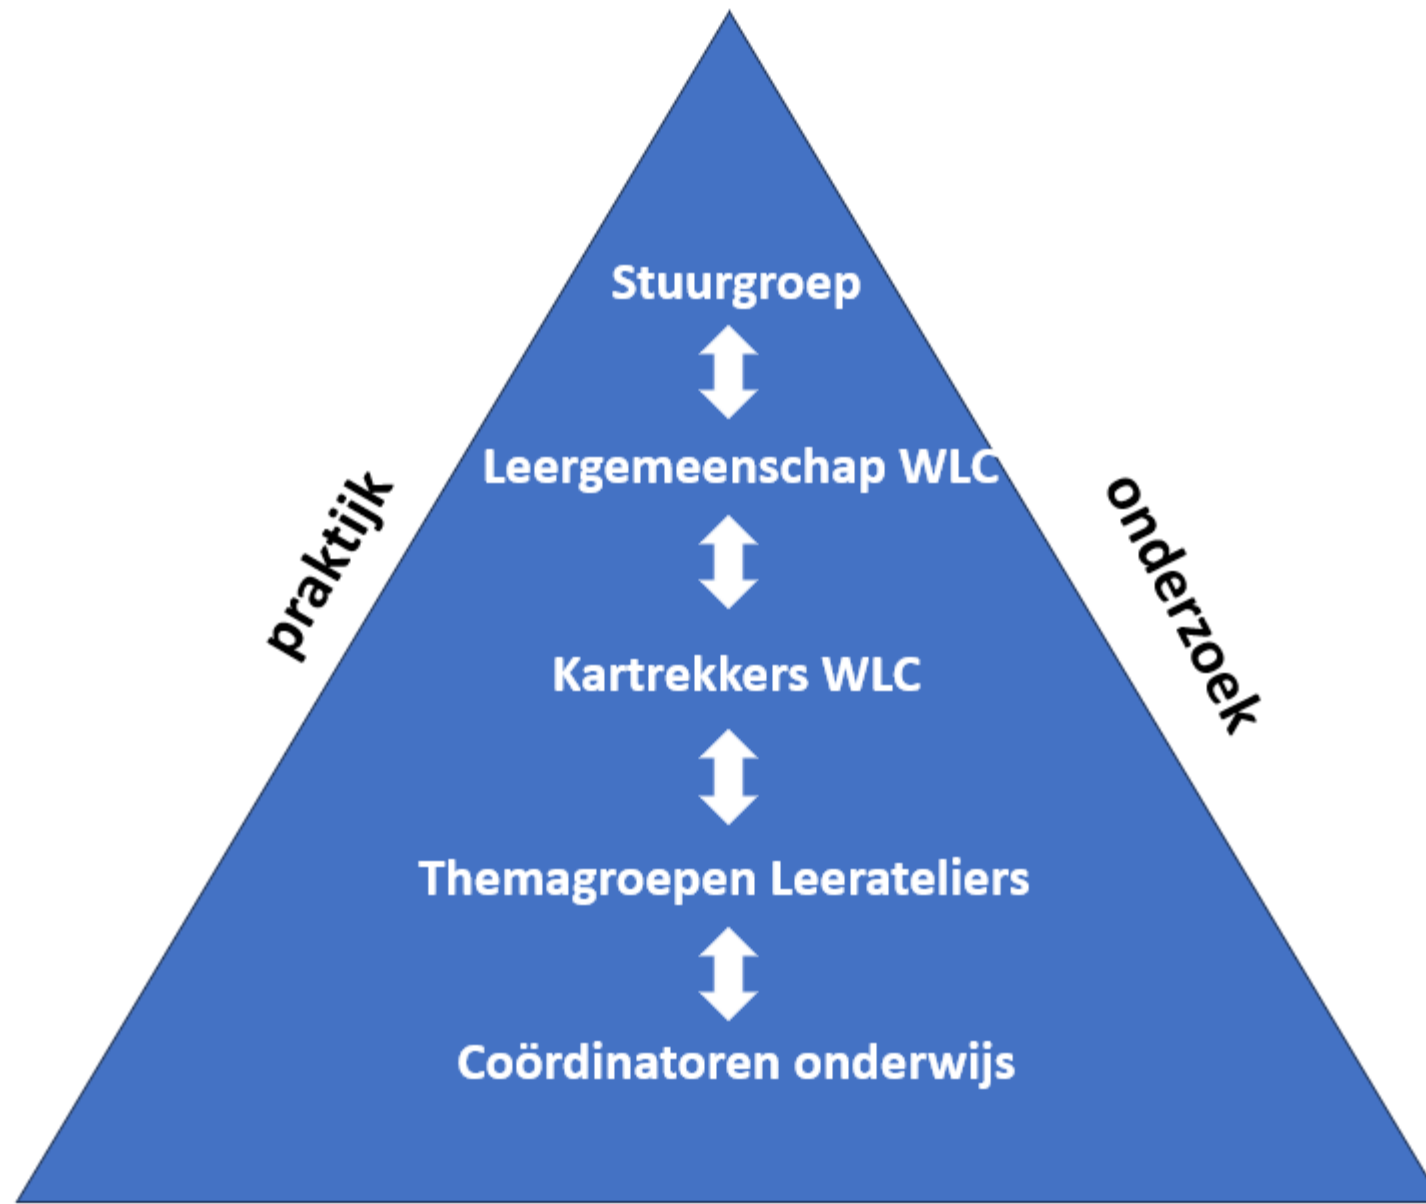 Stuurgroep
Leergemeenschap WLC
praktijk
onderzoek
Kartrekkers WLC
Themagroepen Leerateliers
Coördinatoren onderwijs